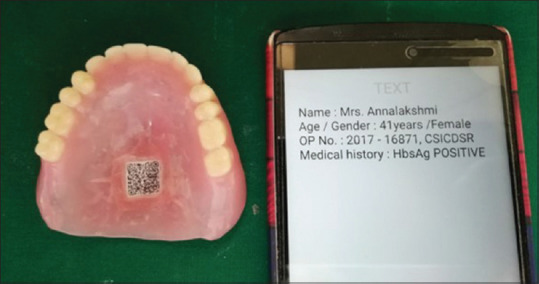 TEXT
Name : Mrs. Annalakshmi
Age / Gender : 41years /Female
OP No. : 2017 - 16871, CSICDSR
Medical history : HbsAg POSITIVE